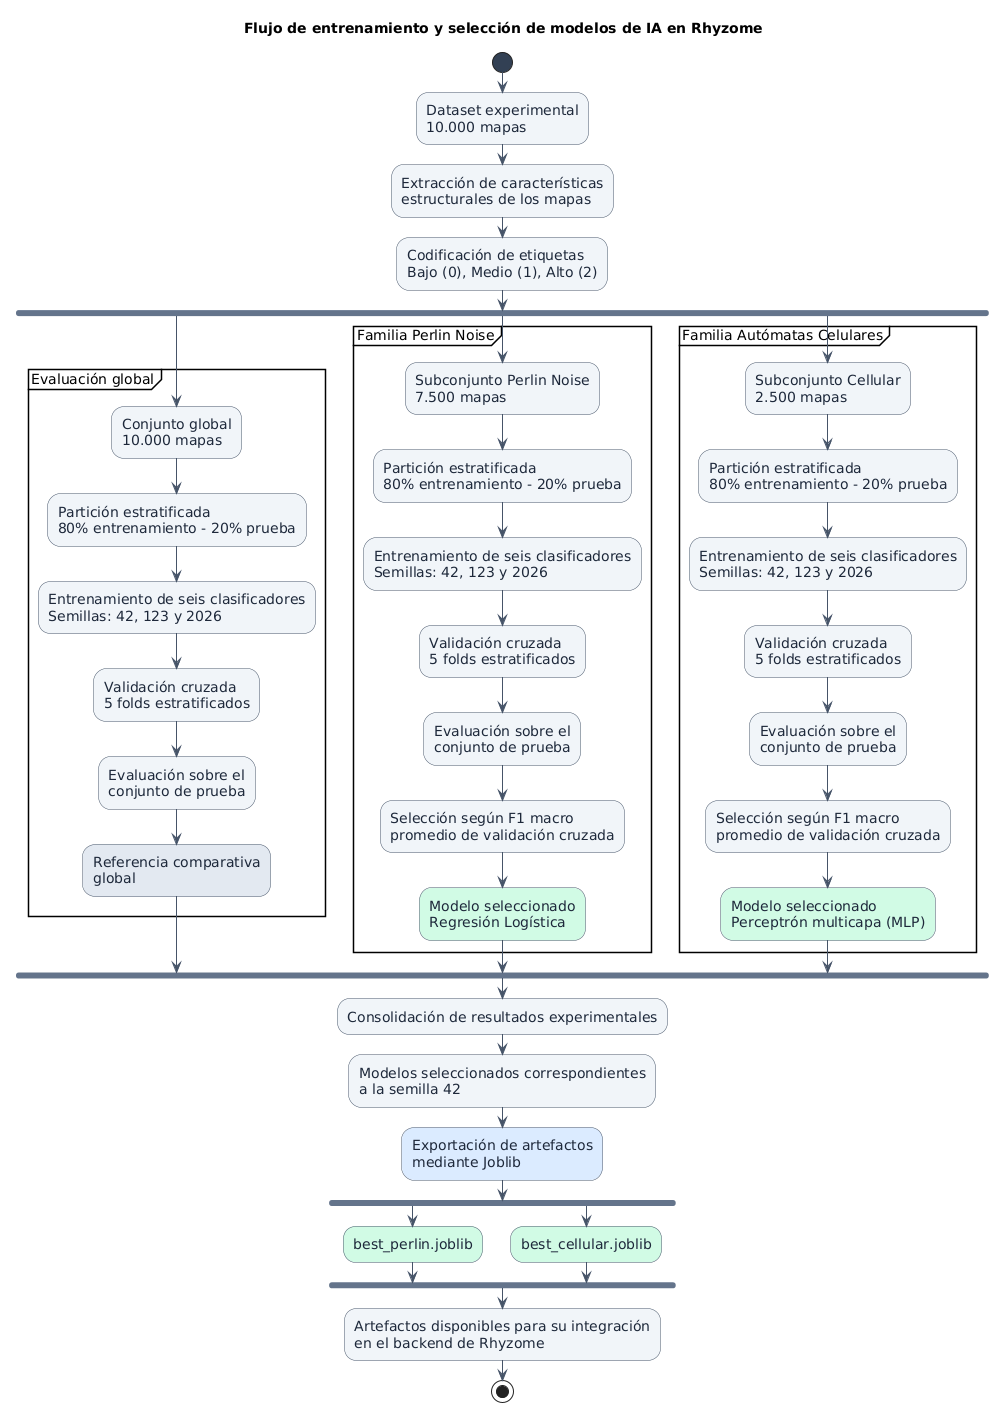 Flujo de entrenamiento y selección de modelos de IA en Rhyzome
Dataset experimental
10.000 mapas
Extracción de características
estructurales de los mapas
Codificación de etiquetas
Bajo (0), Medio (1), Alto (2)
Evaluación global
Conjunto global
10.000 mapas
Partición estratificada
80% entrenamiento - 20% prueba
Entrenamiento de seis clasificadores
Semillas: 42, 123 y 2026
Validación cruzada
5 folds estratificados
Evaluación sobre el
conjunto de prueba
Referencia comparativa
global
Familia Perlin Noise
Subconjunto Perlin Noise
7.500 mapas
Partición estratificada
80% entrenamiento - 20% prueba
Entrenamiento de seis clasificadores
Semillas: 42, 123 y 2026
Validación cruzada
5 folds estratificados
Evaluación sobre el
conjunto de prueba
Selección según F1 macro
promedio de validación cruzada
Modelo seleccionado
Regresión Logística
Familia Autómatas Celulares
Subconjunto Cellular
2.500 mapas
Partición estratificada
80% entrenamiento - 20% prueba
Entrenamiento de seis clasificadores
Semillas: 42, 123 y 2026
Validación cruzada
5 folds estratificados
Evaluación sobre el
conjunto de prueba
Selección según F1 macro
promedio de validación cruzada
Modelo seleccionado
Perceptrón multicapa (MLP)
Consolidación de resultados experimentales
Modelos seleccionados correspondientes
a la semilla 42
Exportación de artefactos
mediante Joblib
best_perlin.joblib
best_cellular.joblib
Artefactos disponibles para su integración
en el backend de Rhyzome